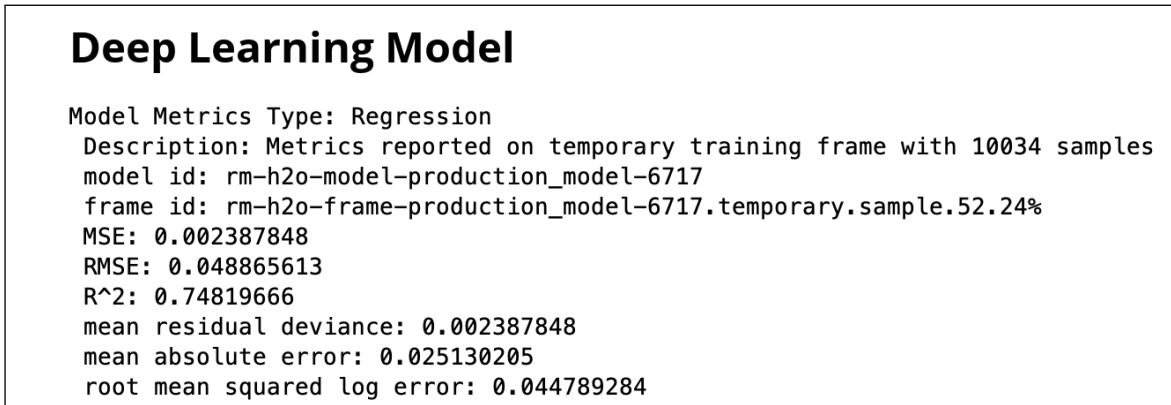 Deep Learning Model
Model Metrics Type: Regression
Description: Metrics reported on temporary training frame with 10034 samples
model id: rm-h2o-model-production_model-6717
frame id: rm-h2o-frame-production_model-6717.temporary.sample.52.24%
MSE: 0.002387848
RMSE: 0.048865613
R^2: 0.74819666
mean residual deviance: 0.002387848
mean absolute error: 0.025130205
root mean squared log error: 0.044789284